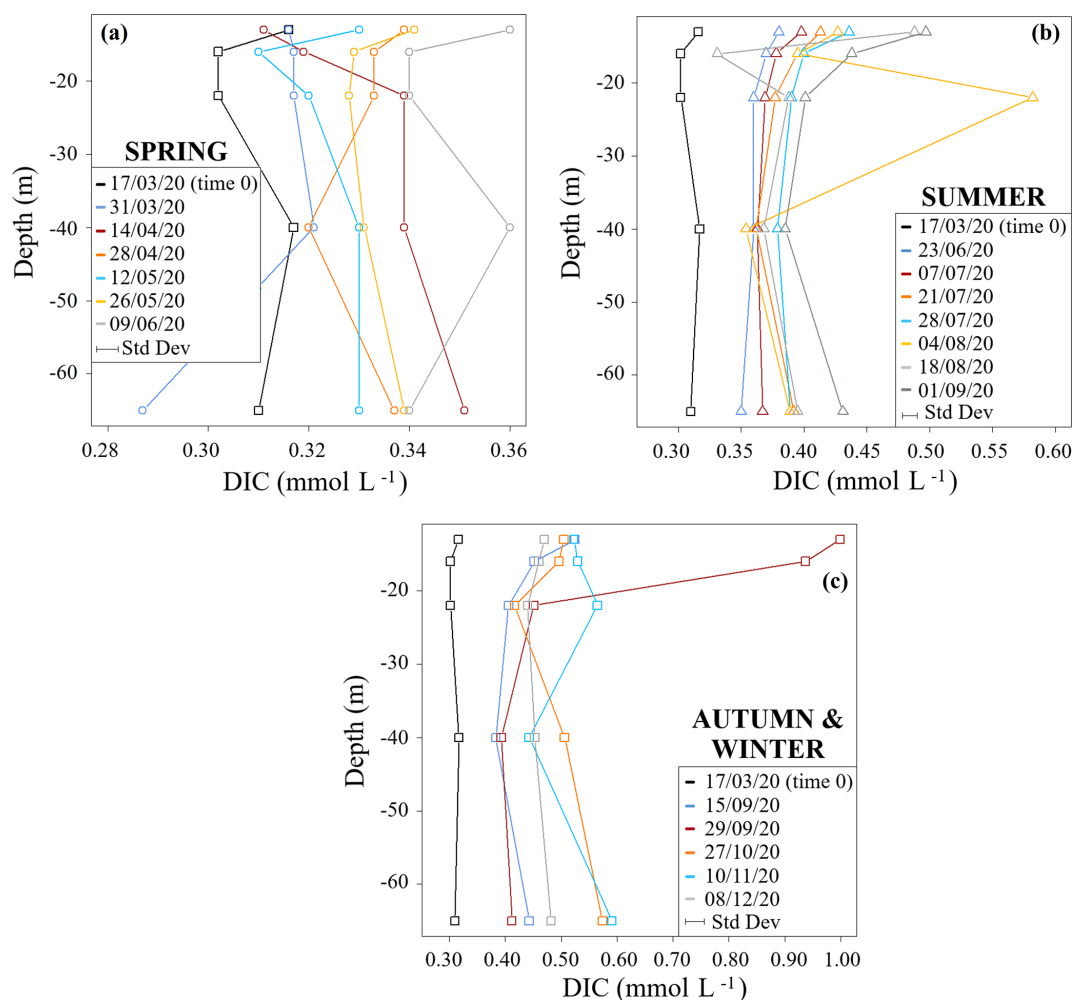 (a)
-20
-30
-40
-50
-60
Depth (m)
SPRING
17/03/20 (time 0)
31/03/20
14/04/20
28/04/20
12/05/20
26/05/20
09/06/20
Std Dev
0.28
0.30
0.32
0.34
0.36
DIC (mmol L -1)
(b)
-20
-30
-40
-50
-60
Depth (m)
SUMMER
17/03/20 (time 0)
23/06/20
07/07/20
21/07/20
28/07/20
04/08/20
18/08/20
01/09/20
Std Dev
0.30
0.35
0.40
0.45
0.50
0.55
0.60
DIC (mmol L -1)
(c)
-20
-30
-40
-50
-60
Depth (m)
AUTUMN &
WINTER
17/03/20 (time 0)
15/09/20
29/09/20
27/10/20
10/11/20
08/12/20
Std Dev
0.30
0.40
0.50
0.60
0.70
0.80
0.90
1.00
DIC (mmol L -1)